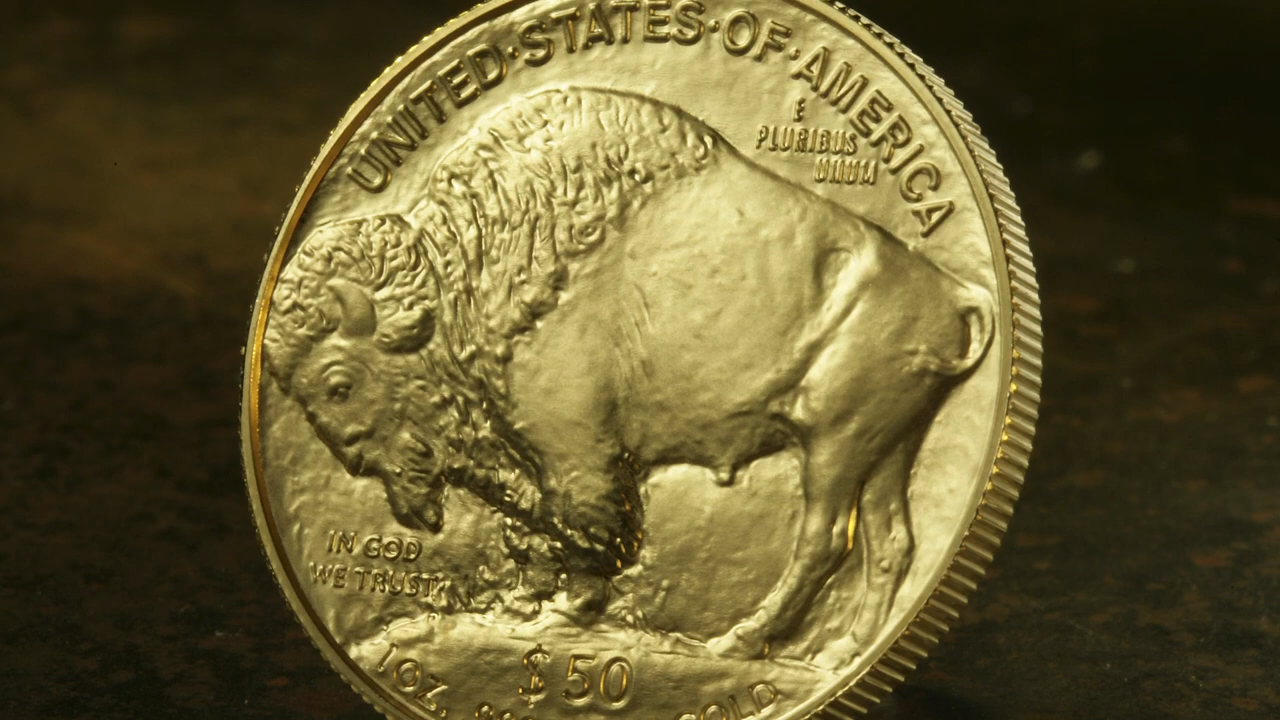 UNITED·STATES·OF·AMERICA
E
PLURIBUS
UNUM
IN GOD
WE TRUST
$50
1 OZ. GOLD